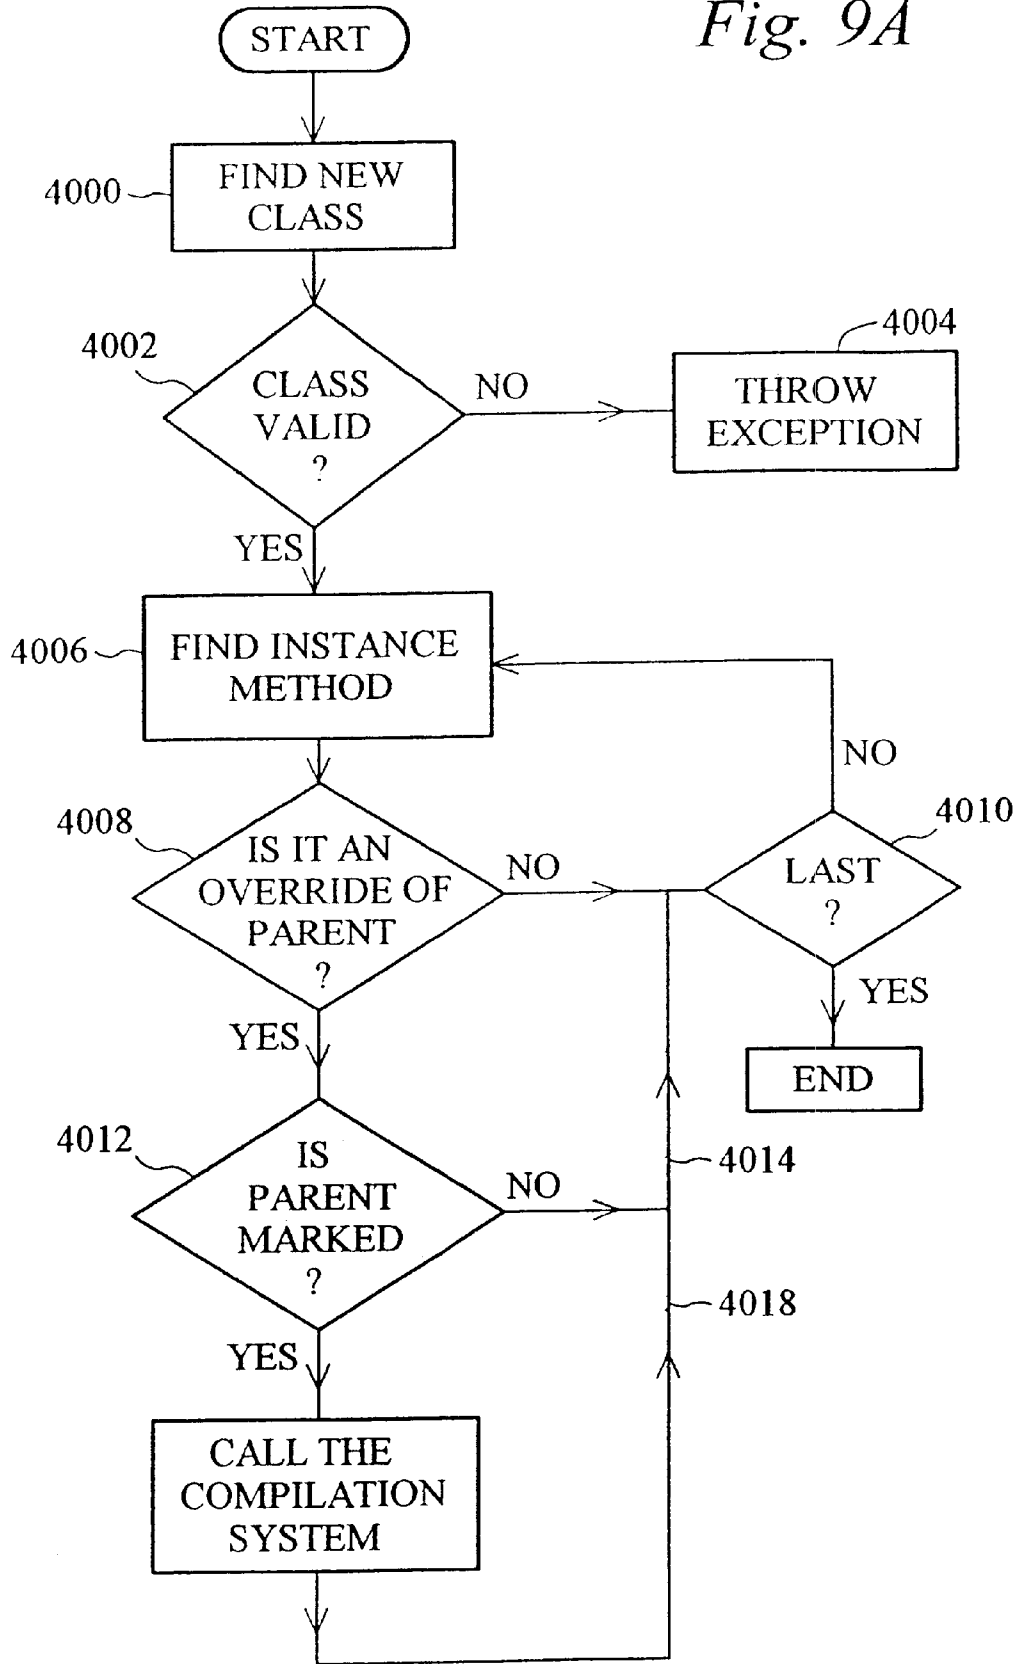 Fig. 9A
START
4000
FIND NEW
CLASS
4002
CLASS
VALID
?
NO
4004
THROW
EXCEPTION
YES
4006
FIND INSTANCE
METHOD
NO
4008
IS IT AN
OVERRIDE OF
PARENT
?
NO
4010
LAST
?
YES
END
YES
4012
IS
PARENT
MARKED
?
NO
4014
4018
YES
CALL THE
COMPILATION
SYSTEM